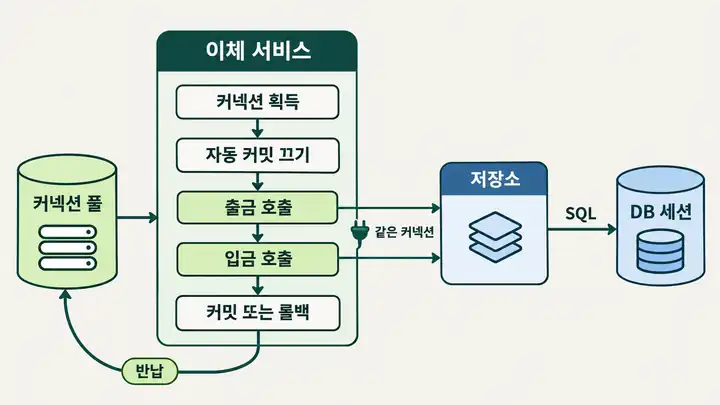 이체 서비스
커넥션 획득
자동 커밋 끄기
출금 호출
입금 호출
커밋 또는 롤백
커넥션 풀
반납
같은 커넥션
저장소
SQL
DB 세션